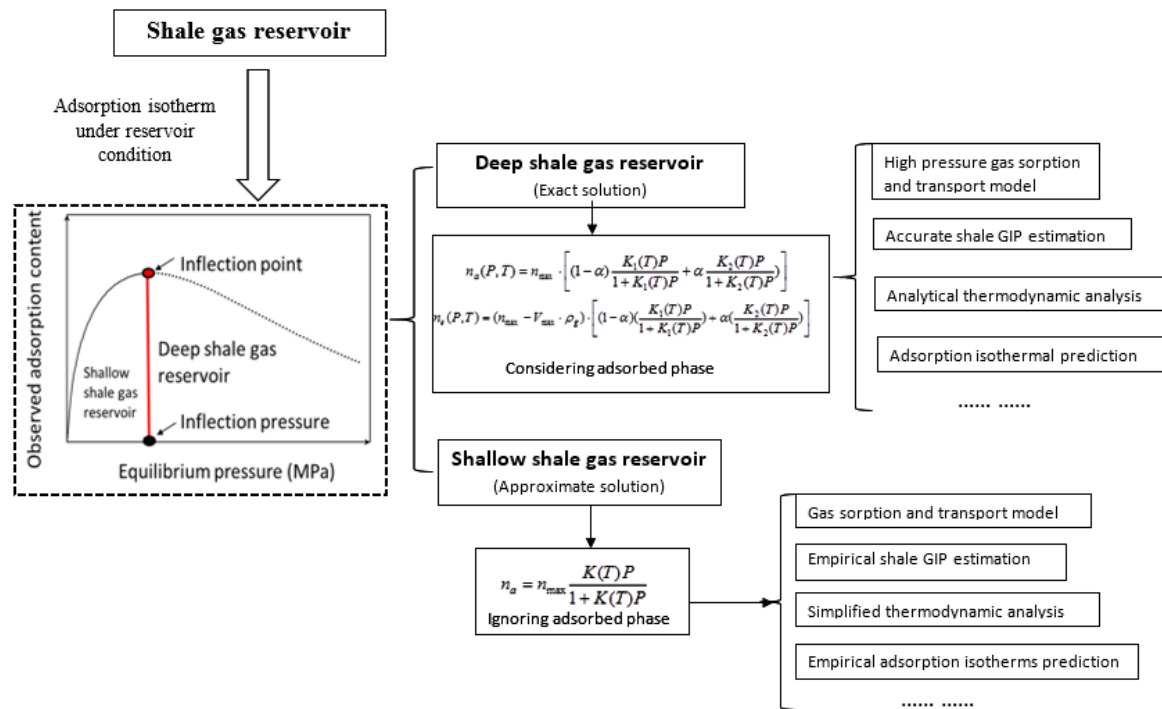 Shale gas reservoir
Adsorption isotherm
under reservoir
condition
Observed adsorption content
Inflection point
Deep shale gas
reservoir
Shallow
shale gas
reservoir
Inflection pressure
Equilibrium pressure (MPa)
Deep shale gas reservoir
(Exact solution)
n_a(P,T) = n_max · [(1−α) K_1(T)P / 1+K_1(T)P + α K_2(T)P / 1+K_2(T)P)]
n_e(P,T) = (n_max − V_max · ρ_g) · [(1−α)(K_1(T)P / 1+K_1(T)P) + α(K_2(T)P / 1+K_2(T)P)]
Considering adsorbed phase
High pressure gas sorption
and transport model
Accurate shale GIP estimation
Analytical thermodynamic analysis
Adsorption isothermal prediction
...... ......
Shallow shale gas reservoir
(Approximate solution)
n_a = n_max K(T)P / 1+K(T)P
Ignoring adsorbed phase
Gas sorption and transport model
Empirical shale GIP estimation
Simplified thermodynamic analysis
Empirical adsorption isotherms prediction
...... ......